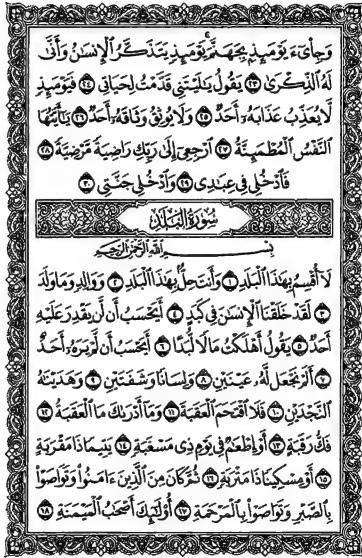 وَجِاْىٓءَ يَوْمَئِذٍۭ بِجَهَنَّمَ ۚ يَوْمَئِذٍ يَتَذَكَّرُ ٱلْإِنسَٰنُ وَأَنَّىٰ
لَهُ ٱلذِّكْرَىٰ ٢٣ يَقُولُ يَٰلَيْتَنِى قَدَّمْتُ لِحَيَاتِى ٢٤ فَيَوْمَئِذٍ
لَّا يُعَذِّبُ عَذَابَهُۥٓ أَحَدٌ ٢٥ وَلَا يُوثِقُ وَثَاقَهُۥٓ أَحَدٌ ٢٦ يَٰٓأَيَّتُهَا
ٱلنَّفْسُ ٱلْمُطْمَئِنَّةُ ٢٧ ٱرْجِعِىٓ إِلَىٰ رَبِّكِ رَاضِيَةً مَّرْضِيَّةً ٢٨
فَٱدْخُلِى فِى عِبَٰدِى ٢٩ وَٱدْخُلِى جَنَّتِى ٣٠
سُورَةُ البَلَدِ
بِسْمِ ٱللَّهِ ٱلرَّحْمَٰنِ ٱلرَّحِيمِ
لَآ أُقْسِمُ بِهَٰذَا ٱلْبَلَدِ ١ وَأَنتَ حِلٌّۢ بِهَٰذَا ٱلْبَلَدِ ٢ وَوَالِدٍ وَمَا وَلَدَ
٣ لَقَدْ خَلَقْنَا ٱلْإِنسَٰنَ فِى كَبَدٍ ٤ أَيَحْسَبُ أَن لَّن يَقْدِرَ عَلَيْهِ
أَحَدٌ ٥ يَقُولُ أَهْلَكْتُ مَالًا لُّبَدًا ٦ أَيَحْسَبُ أَن لَّمْ يَرَهُۥٓ أَحَدٌ
٧ أَلَمْ نَجْعَل لَّهُۥ عَيْنَيْنِ ٨ وَلِسَانًا وَشَفَتَيْنِ ٩ وَهَدَيْنَٰهُ
ٱلنَّجْدَيْنِ ١٠ فَلَا ٱقْتَحَمَ ٱلْعَقَبَةَ ١١ وَمَآ أَدْرَىٰكَ مَا ٱلْعَقَبَةُ ١٢
فَكُّ رَقَبَةٍ ١٣ أَوْ إِطْعَٰمٌ فِى يَوْمٍ ذِى مَسْغَبَةٍ ١٤ يَتِيمًا ذَا مَقْرَبَةٍ
١٥ أَوْ مِسْكِينًا ذَا مَتْرَبَةٍ ١٦ ثُمَّ كَانَ مِنَ ٱلَّذِينَ ءَامَنُوا۟ وَتَوَاصَوْا۟
بِٱلصَّبْرِ وَتَوَاصَوْا۟ بِٱلْمَرْحَمَةِ ١٧ أُو۟لَٰٓئِكَ أَصْحَٰبُ ٱلْمَيْمَنَةِ ١٨